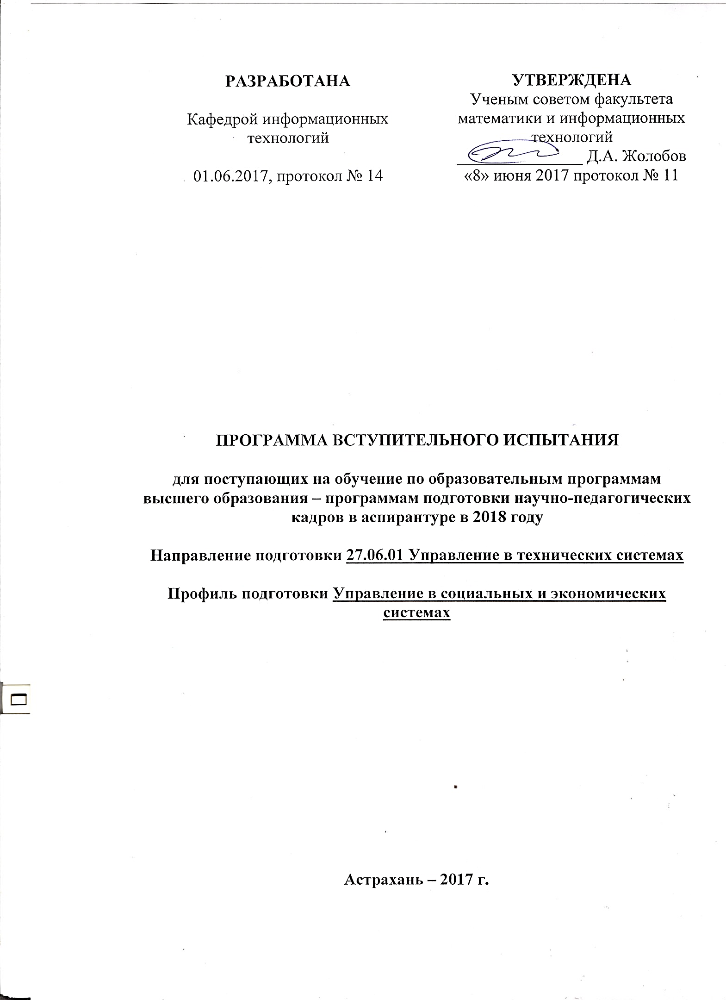 РАЗРАБОТАНА
Кафедрой информационных
технологий
01.06.2017, протокол № 14
УТВЕРЖДЕНА
Ученым советом факультета
математики и информационных
технологий
Д.А. Жолобов
«8» июня 2017 протокол № 11
ПРОГРАММА ВСТУПИТЕЛЬНОГО ИСПЫТАНИЯ
для поступающих на обучение по образовательным программам
высшего образования – программам подготовки научно-педагогических
кадров в аспирантуре в 2018 году
Направление подготовки 27.06.01 Управление в технических системах
Профиль подготовки Управление в социальных и экономических
системах
Астрахань – 2017 г.